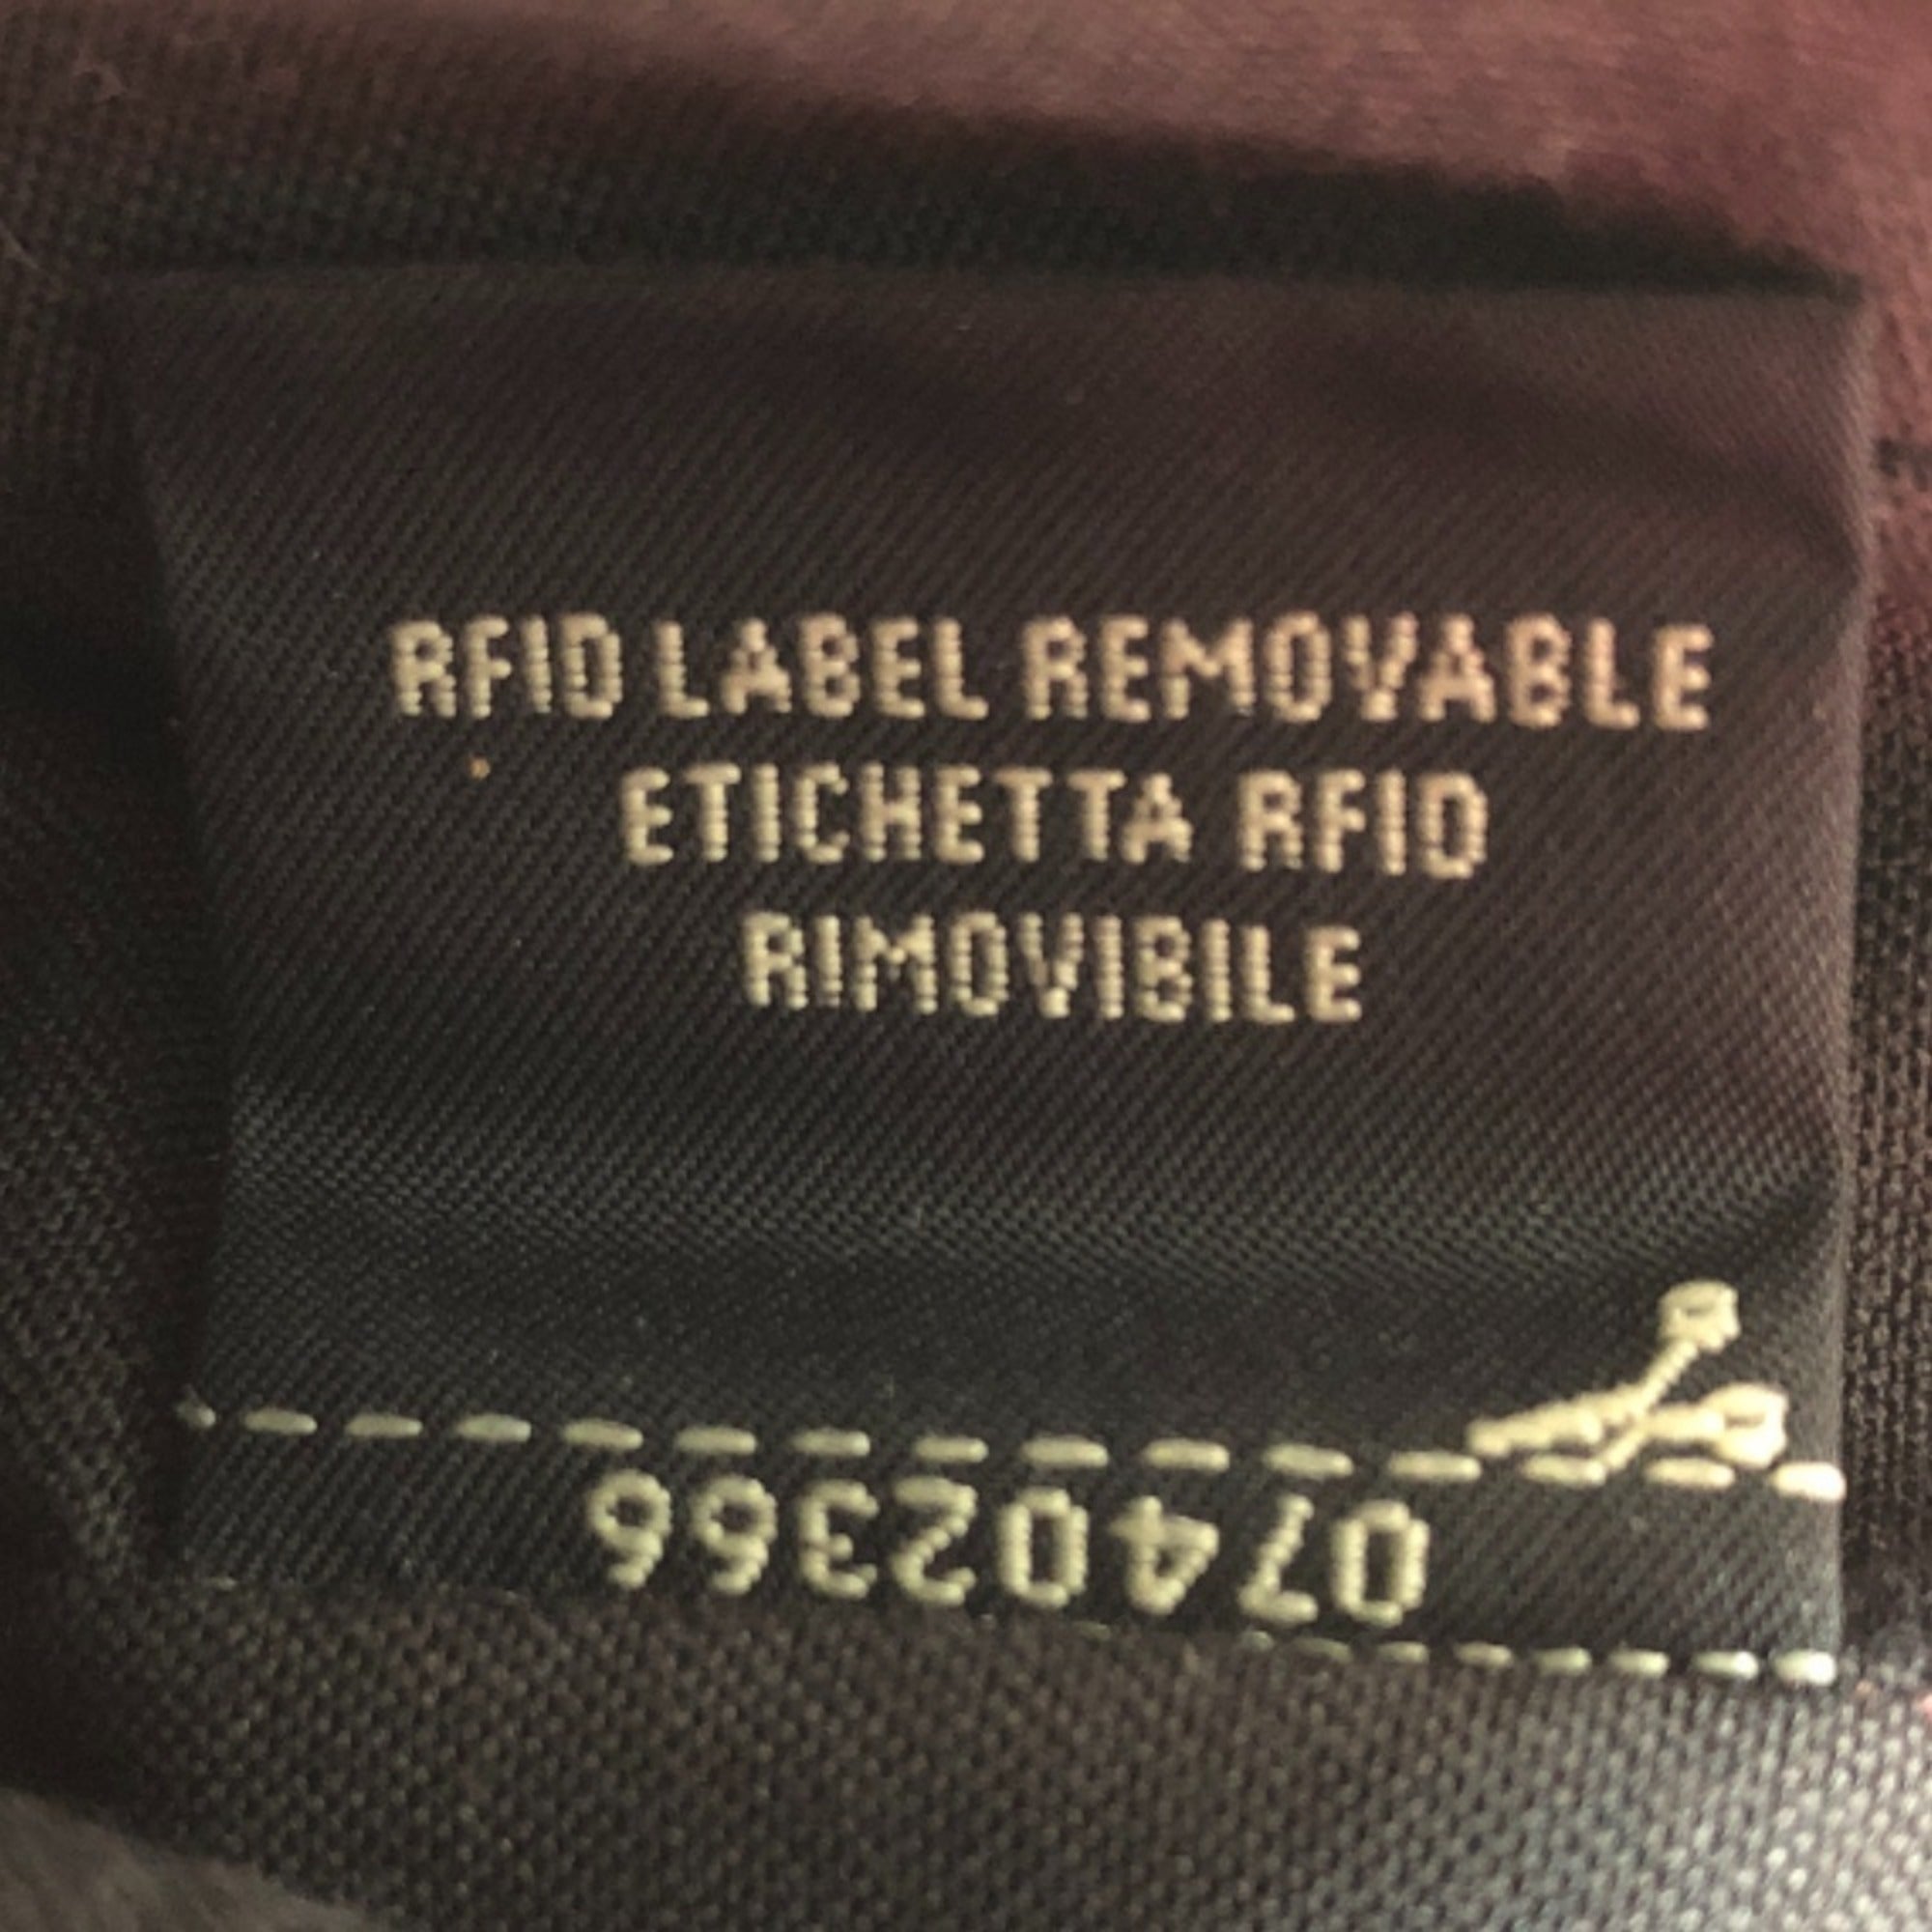 RFID LABEL REMOVABLE
ETICHETTA RFID
RIMOVIBILE
07402366